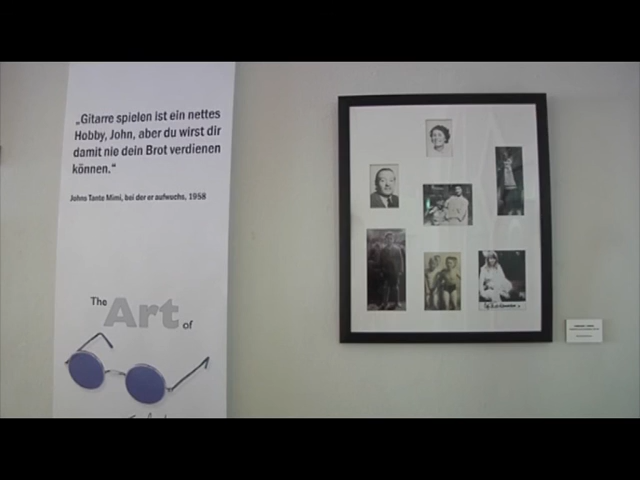 „Gitarre spielen ist ein nettes
Hobby, John, aber du wirst dir
damit nie dein Brot verdienen
können.“
Johns Tante Mimi, bei der er aufwuchs, 1958
The Art of